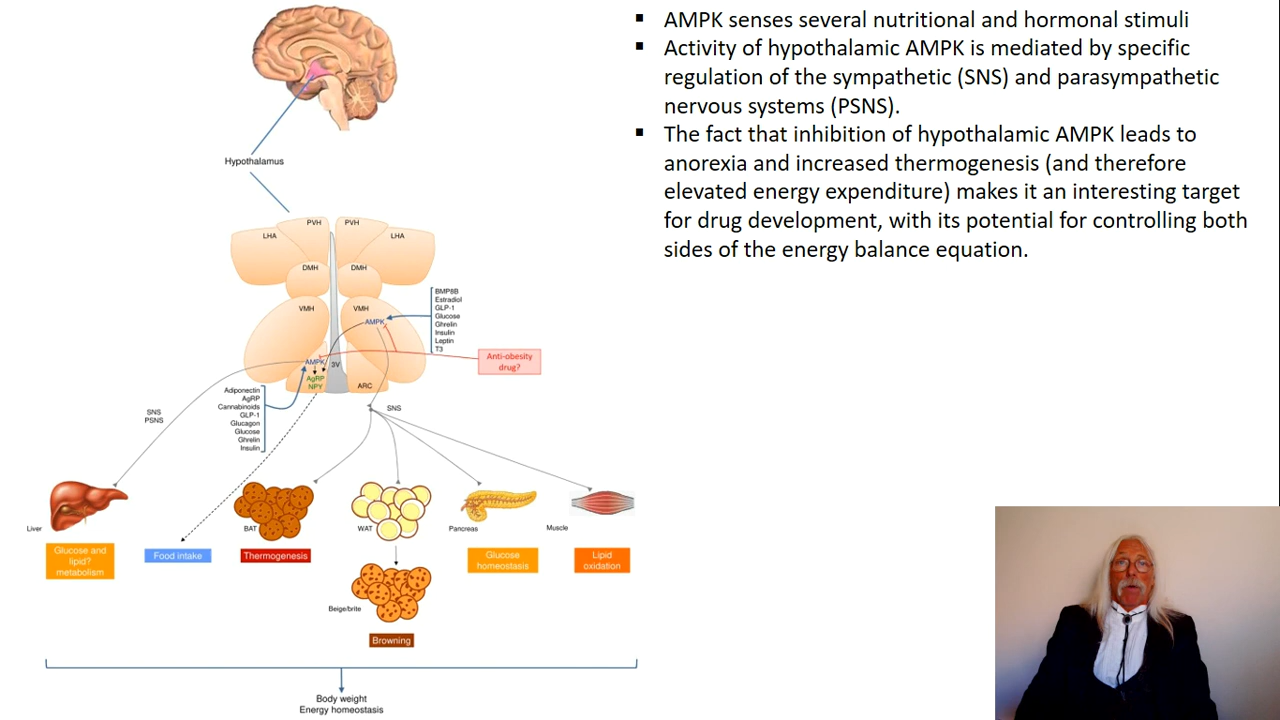 ▪ AMPK senses several nutritional and hormonal stimuli
▪ Activity of hypothalamic AMPK is mediated by specific
regulation of the sympathetic (SNS) and parasympathetic
nervous systems (PSNS).
▪ The fact that inhibition of hypothalamic AMPK leads to
anorexia and increased thermogenesis (and therefore
elevated energy expenditure) makes it an interesting target
for drug development, with its potential for controlling both
sides of the energy balance equation.
Hypothalamus
PVH PVH
LHA LHA
DMH DMH
VMH VMH
AMPK
BMP8B
Estradiol
GLP-1
Glucose
Ghrelin
Insulin
Leptin
T3
Anti-obesity
drug?
AMPK
3V
AgRP
NPY
ARC
Adiponectin
AgRP
Cannabinoids
GLP-1
Glucagon
Glucose
Ghrelin
Insulin
SNS
PSNS
SNS
Liver
BAT
WAT
Pancreas
Muscle
Glucose and
lipid?
metabolism
Food intake
Thermogenesis
Glucose
homeostasis
Lipid
oxidation
Beige/brite
Browning
Body weight
Energy homeostasis